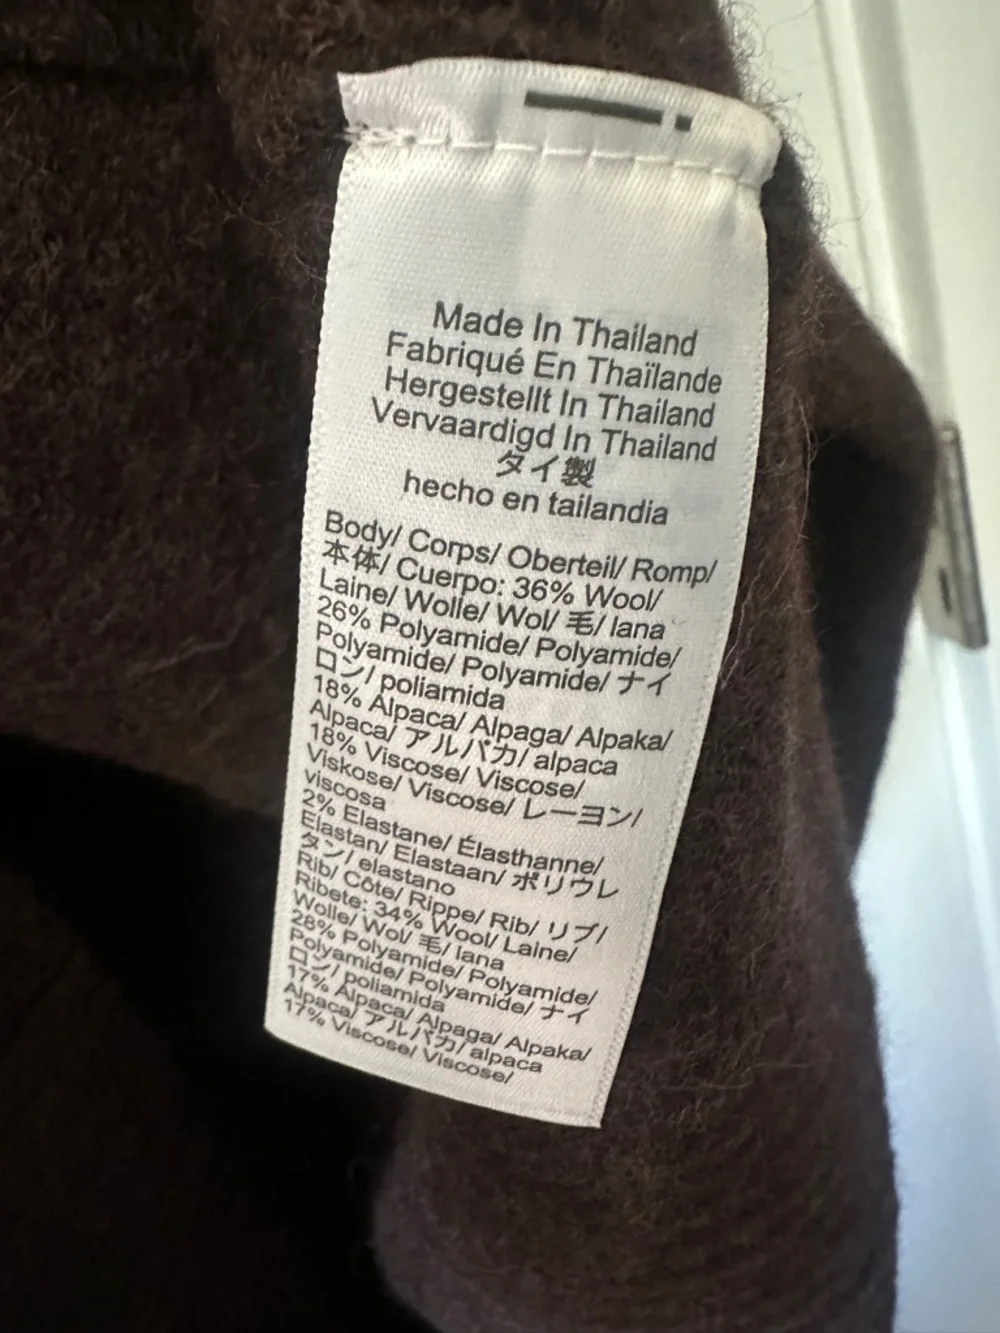 Made In Thailand
Fabriqué En Thaïlande
Hergestellt In Thailand
Vervaardigd In Thailand
タイ製
hecho en tailandia
Body/ Corps/ Oberteil/ Romp/
本体/ Cuerpo: 36% Wool/
Laine/ Wolle/ Wol/ 毛/ lana
26% Polyamide/ Polyamide/
Polyamide/ Polyamide/ ナイ
ロン/ poliamida
18% Alpaca/ Alpaga/ Alpaka/
Alpaca/ アルパカ/ alpaca
18% Viscose/ Viscose/
Viskose/ Viscose/ レーヨン/
viscosa
2% Elastane/ Élasthanne/
Elastan/ Elastaan/ ポリウレ
タン/ elastano
Rib/ Côte/ Rippe/ Rib/ リブ/
Ribete: 34% Wool/ Laine/
Wolle/ Wol/ 毛/ lana
28% Polyamide/ Polyamide/
Polyamide/ Polyamide/ ナイ
ロン/ poliamida
17% Alpaca/ Alpaga/ Alpaka/
Alpaca/ アルパカ/ alpaca
17% Viscose/ Viscose/